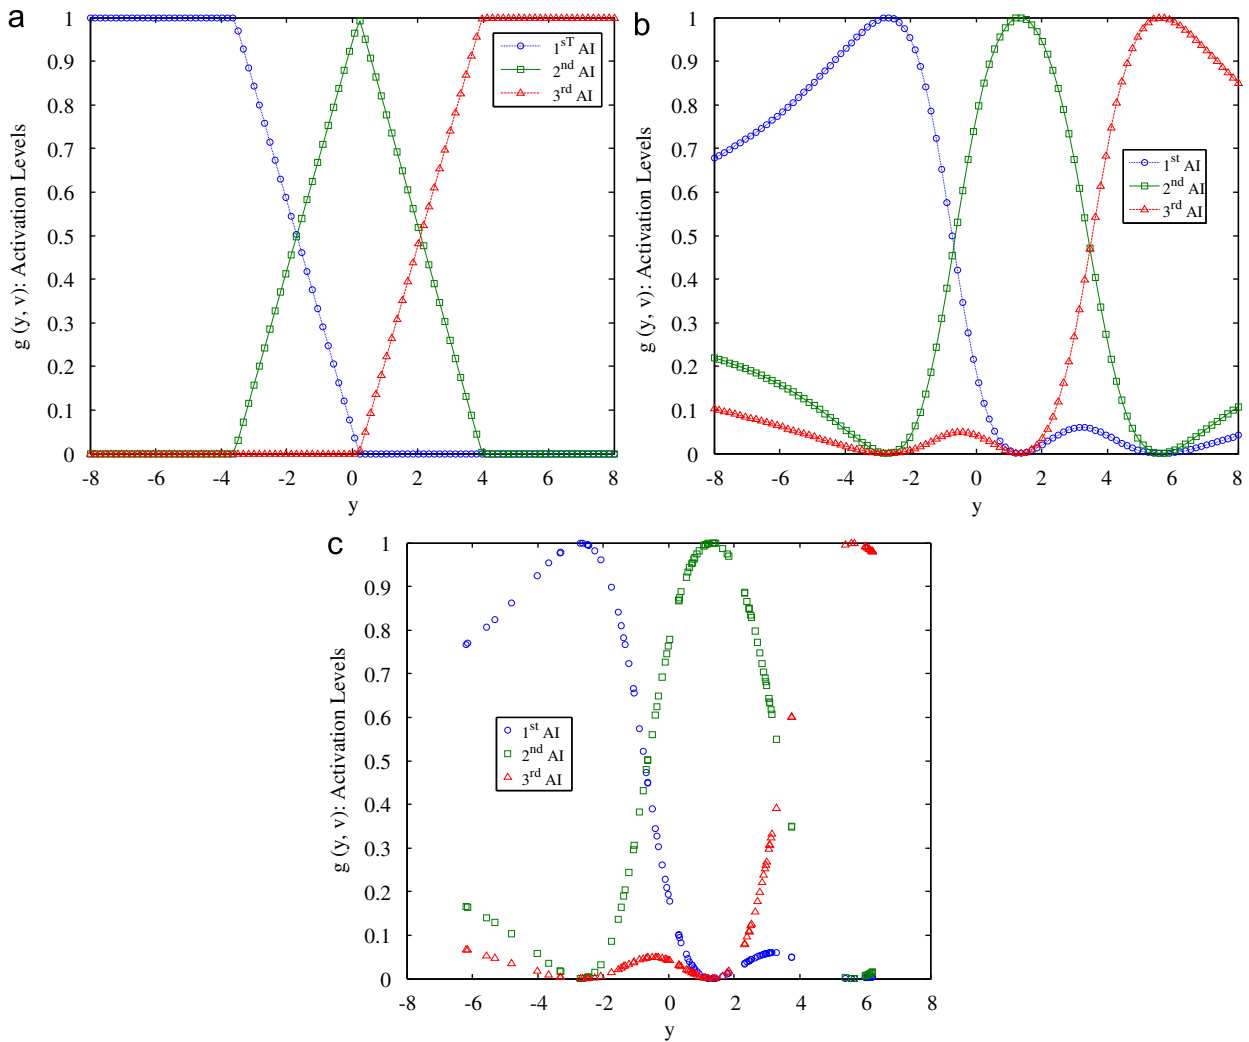 a
1
0.9
0.8
0.7
0.6
0.5
0.4
0.3
0.2
0.1
0
-8 -6 -4 -2 0 2 4 6 8
y
g (y, v): Activation Levels
1sT AI
2nd AI
3rd AI
b
1
0.9
0.8
0.7
0.6
0.5
0.4
0.3
0.2
0.1
0
-8 -6 -4 -2 0 2 4 6 8
y
g (y, v): Activation Levels
1st AI
2nd AI
3rd AI
c
1
0.9
0.8
0.7
0.6
0.5
0.4
0.3
0.2
0.1
0
-8 -6 -4 -2 0 2 4 6 8
y
g (y, v): Activation Levels
1st AI
2nd AI
3rd AI